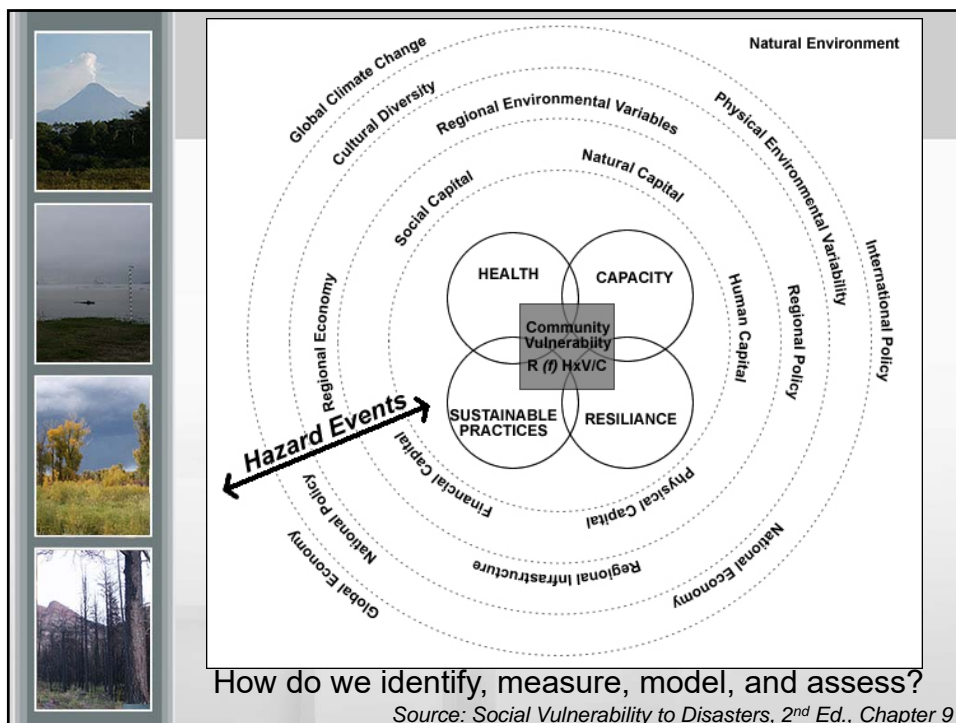 Natural Environment
Global Climate Change
Cultural Diversity
Regional Environmental Variables
Physical Environmental Variability
Social Capital
Natural Capital
International Policy
HEALTH
CAPACITY
Regional Economy
Human Capital
Regional Policy
Community
Vulnerabiity
R (f) HxV/C
Hazard Events
SUSTAINABLE
PRACTICES
RESILIANCE
Financial Capital
Physical Capital
National Policy
Regional Infrastructure
National Economy
Global Economy
How do we identify, measure, model, and assess?
Source: Social Vulnerability to Disasters, 2nd Ed., Chapter 9